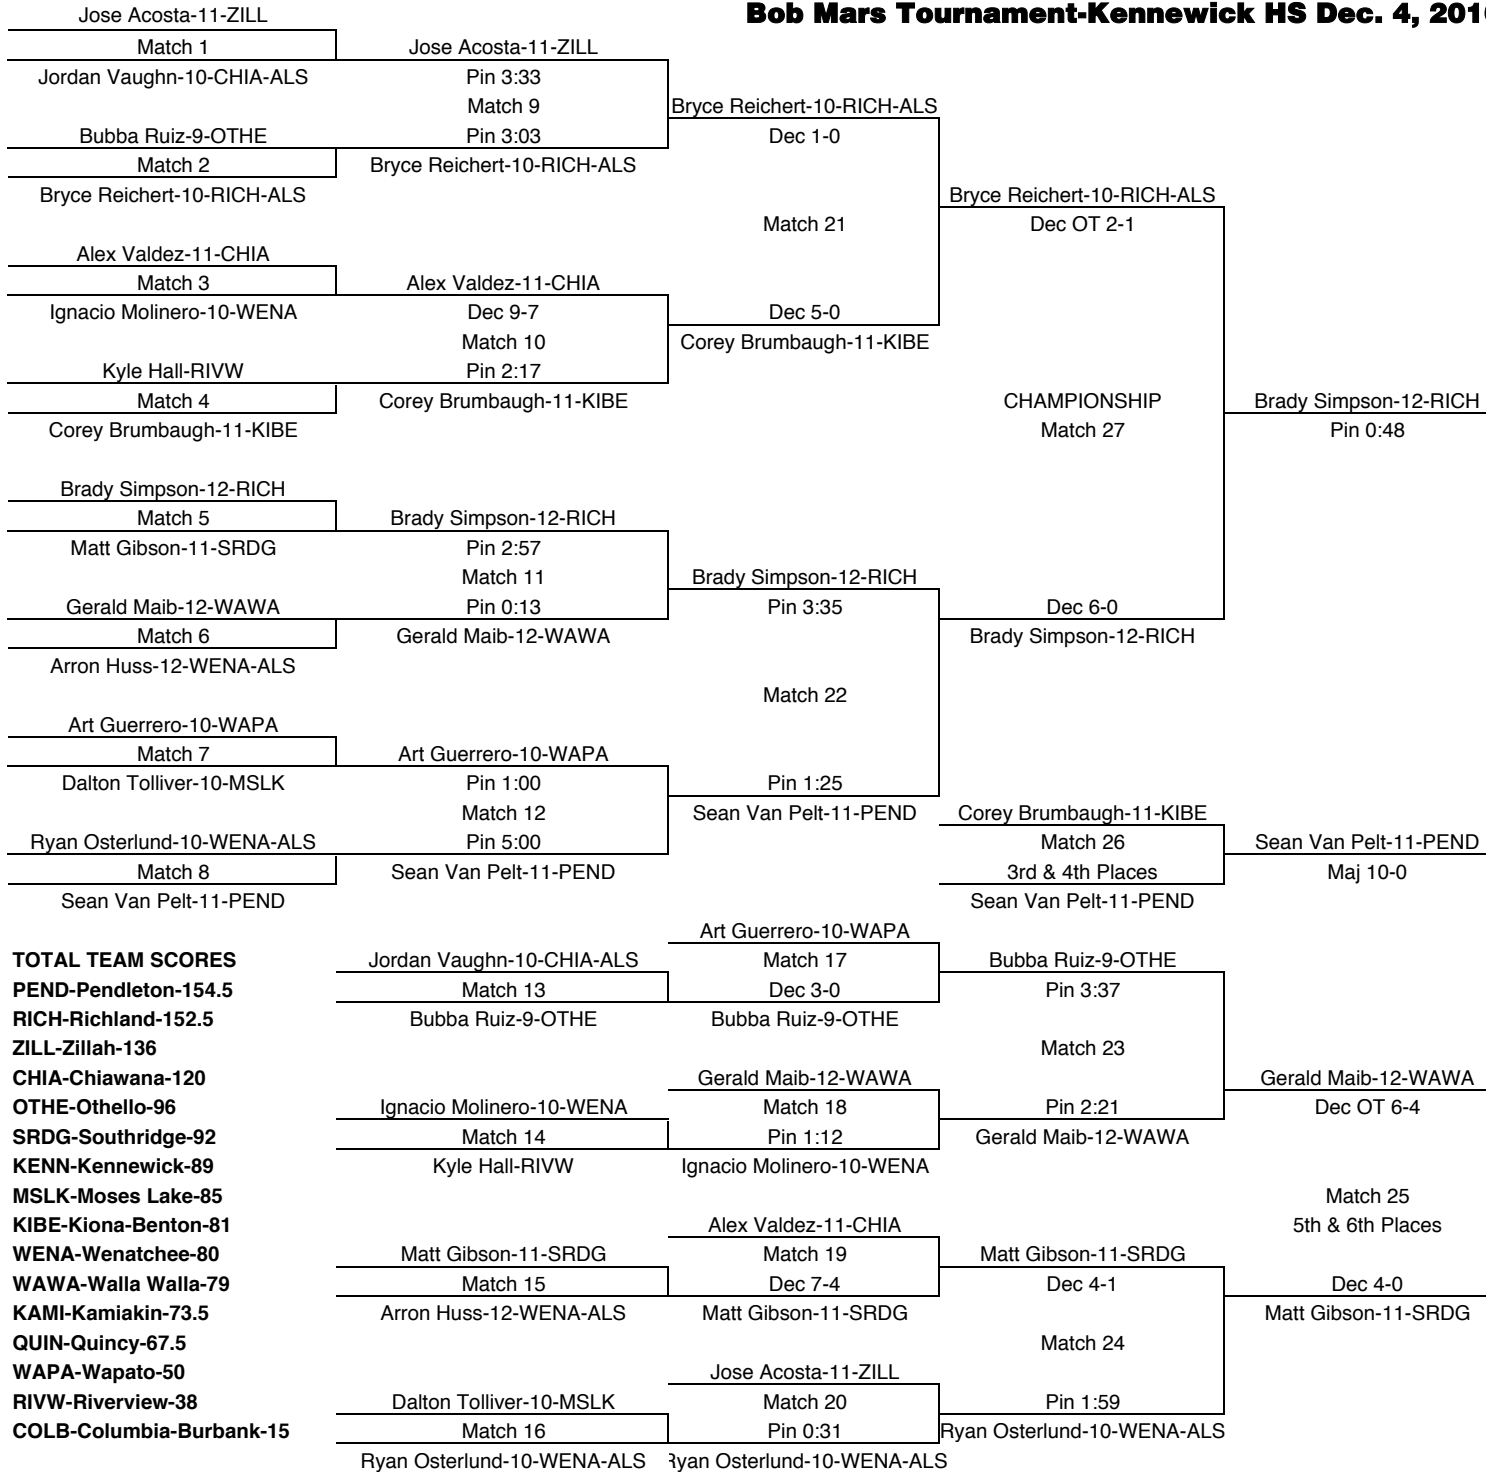 Bob Mars Tournament-Kennewick HS Dec. 4, 201
Jose Acosta-11-ZILL
Match 1
Jordan Vaughn-10-CHIA-ALS
Bubba Ruiz-9-OTHE
Match 2
Bryce Reichert-10-RICH-ALS
Alex Valdez-11-CHIA
Match 3
Ignacio Molinero-10-WENA
Kyle Hall-RIVW
Match 4
Corey Brumbaugh-11-KIBE
Brady Simpson-12-RICH
Match 5
Matt Gibson-11-SRDG
Gerald Maib-12-WAWA
Match 6
Arron Huss-12-WENA-ALS
Art Guerrero-10-WAPA
Match 7
Dalton Tolliver-10-MSLK
Ryan Osterlund-10-WENA-ALS
Match 8
Sean Van Pelt-11-PEND
Jose Acosta-11-ZILL
Pin 3:33
Match 9
Pin 3:03
Bryce Reichert-10-RICH-ALS
Alex Valdez-11-CHIA
Dec 9-7
Match 10
Pin 2:17
Corey Brumbaugh-11-KIBE
Brady Simpson-12-RICH
Pin 2:57
Match 11
Pin 0:13
Gerald Maib-12-WAWA
Art Guerrero-10-WAPA
Pin 1:00
Match 12
Pin 5:00
Sean Van Pelt-11-PEND
Bryce Reichert-10-RICH-ALS
Dec 1-0
Match 21
Dec 5-0
Corey Brumbaugh-11-KIBE
Brady Simpson-12-RICH
Pin 3:35
Match 22
Pin 1:25
Sean Van Pelt-11-PEND
Bryce Reichert-10-RICH-ALS
Dec OT 2-1
CHAMPIONSHIP
Match 27
Dec 6-0
Brady Simpson-12-RICH
Brady Simpson-12-RICH
Pin 0:48
Corey Brumbaugh-11-KIBE
Match 26
3rd & 4th Places
Sean Van Pelt-11-PEND
Sean Van Pelt-11-PEND
Maj 10-0
TOTAL TEAM SCORES
PEND-Pendleton-154.5
RICH-Richland-152.5
ZILL-Zillah-136
CHIA-Chiawana-120
OTHE-Othello-96
SRDG-Southridge-92
KENN-Kennewick-89
MSLK-Moses Lake-85
KIBE-Kiona-Benton-81
WENA-Wenatchee-80
WAWA-Walla Walla-79
KAMI-Kamiakin-73.5
QUIN-Quincy-67.5
WAPA-Wapato-50
RIVW-Riverview-38
COLB-Columbia-Burbank-15
Jordan Vaughn-10-CHIA-ALS
Match 13
Bubba Ruiz-9-OTHE
Ignacio Molinero-10-WENA
Match 14
Kyle Hall-RIVW
Matt Gibson-11-SRDG
Match 15
Arron Huss-12-WENA-ALS
Dalton Tolliver-10-MSLK
Match 16
Ryan Osterlund-10-WENA-ALS
Art Guerrero-10-WAPA
Match 17
Dec 3-0
Bubba Ruiz-9-OTHE
Gerald Maib-12-WAWA
Match 18
Pin 1:12
Ignacio Molinero-10-WENA
Alex Valdez-11-CHIA
Match 19
Dec 7-4
Matt Gibson-11-SRDG
Jose Acosta-11-ZILL
Match 20
Pin 0:31
Ryan Osterlund-10-WENA-ALS
Bubba Ruiz-9-OTHE
Pin 3:37
Match 23
Pin 2:21
Gerald Maib-12-WAWA
Matt Gibson-11-SRDG
Dec 4-1
Match 24
Pin 1:59
Ryan Osterlund-10-WENA-ALS
Gerald Maib-12-WAWA
Dec OT 6-4
Match 25
5th & 6th Places
Dec 4-0
Matt Gibson-11-SRDG